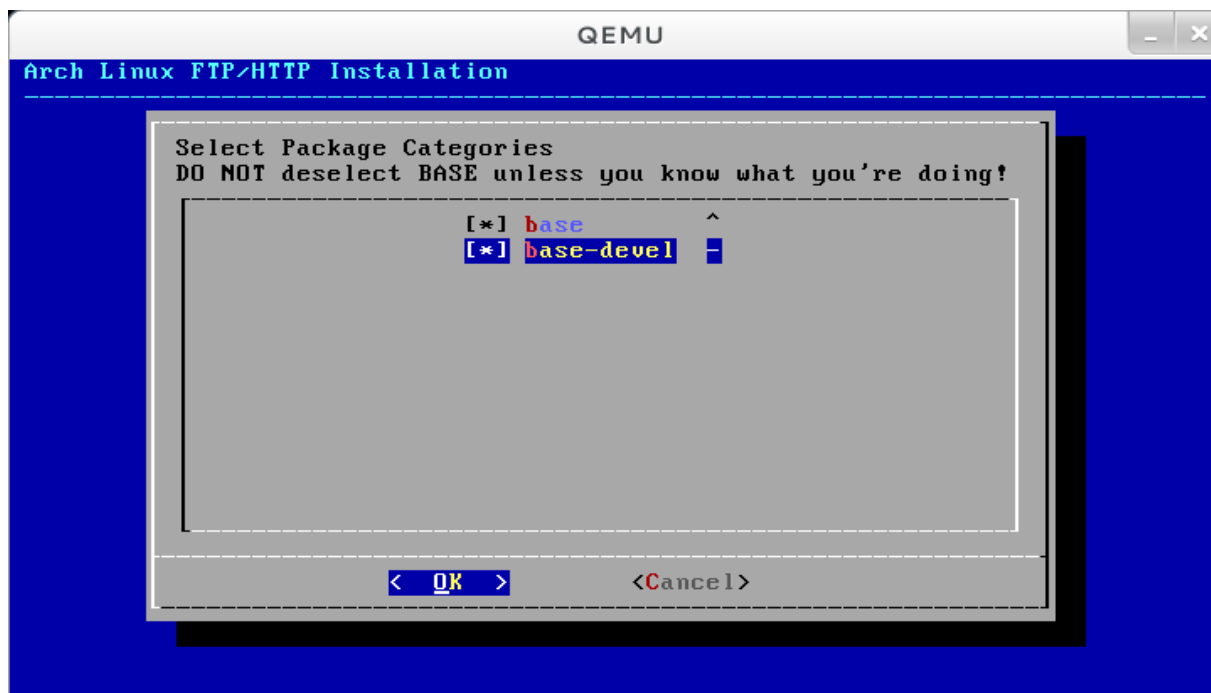 QEMU
Arch Linux FTP/HTTP Installation
Select Package Categories
DO NOT deselect BASE unless you know what you're doing!
[*] base ^
[*] base-devel -
< OK > <Cancel>